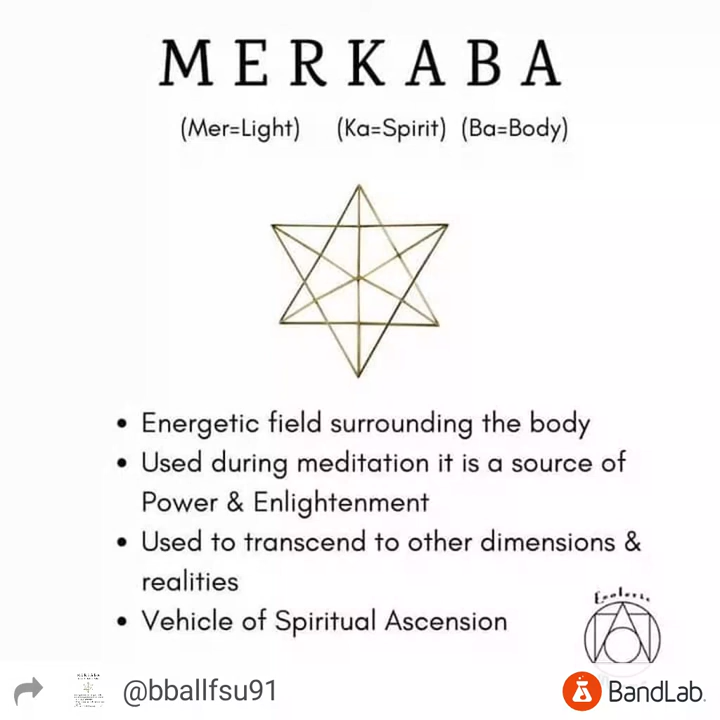 MERKABA
(Mer=Light) (Ka=Spirit) (Ba=Body)
• Energetic field surrounding the body
• Used during meditation it is a source of
Power & Enlightenment
• Used to transcend to other dimensions &
realities
• Vehicle of Spiritual Ascension
@bballfsu91
BandLab.